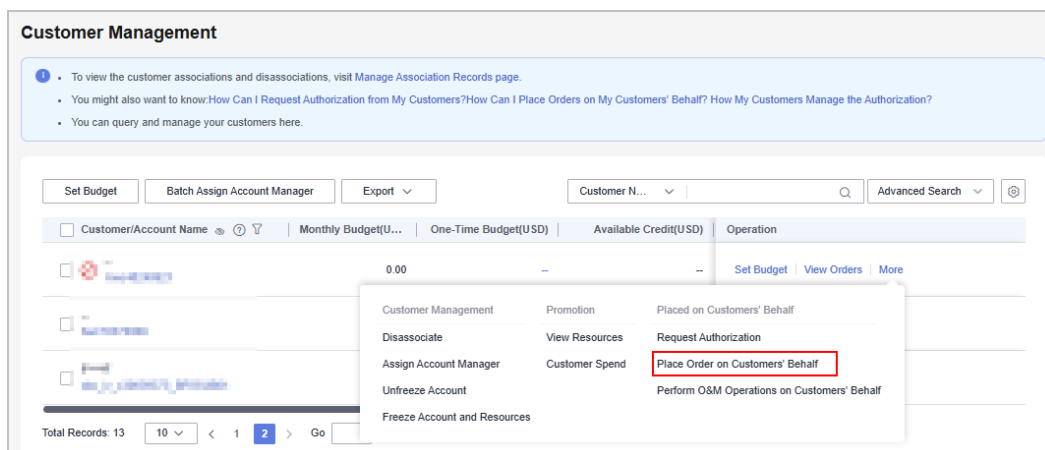 Customer Management
To view the customer associations and disassociations, visit Manage Association Records page.
You might also want to know:How Can I Request Authorization from My Customers?How Can I Place Orders on My Customers' Behalf? How My Customers Manage the Authorization?
You can query and manage your customers here.
Set Budget Batch Assign Account Manager Export Customer N... Advanced Search
Customer/Account Name Monthly Budget(U... One-Time Budget(USD) Available Credit(USD) Operation
0.00 -- -- Set Budget View Orders More
Customer Management Promotion Placed on Customers' Behalf
Disassociate View Resources Request Authorization
Assign Account Manager Customer Spend Place Order on Customers' Behalf
Unfreeze Account Perform O&M Operations on Customers' Behalf
Freeze Account and Resources
Total Records: 13 10 < 1 2 > Go